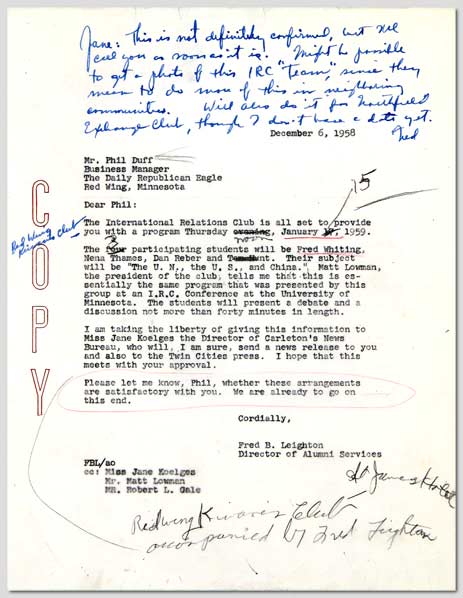 Jane: This is not definitely confirmed, but will
call you as soon as it is. Might be possible
to get a photo of this IRC "team," since they
mean to do more of this in neighboring
communities. Will also do it for Northfield
Exchange Club, though I don't have a date yet.
Fred
December 6, 1958
Mr. Phil Duff
Business Manager
The Daily Republican Eagle
Red Wing, Minnesota
15
Dear Phil:
COPY
Red Wing
Kiwanis Club
The International Relations Club is all set to provide
you with a program Thursday evening, January , 1959.
noon
3
The four participating students will be Fred Whiting,
Nena Thames, Dan Reber and . Their subject
will be "The U. N., the U. S., and China." Matt Lowman,
the president of the club, tells me that this is es-
sentially the same program that was presented by this
group at an I.R.C. Conference at the University of
Minnesota. The students will present a debate and a
discussion not more than forty minutes in length.
I am taking the liberty of giving this information to
Miss Jane Koelges the Director of Carleton's News
Bureau, who will, I am sure, send a news release to you
and also to the Twin Cities press. I hope that this
meets with your approval.
Please let me know, Phil, whether these arrangements
are satisfactory with you. We are already to go on
this end.
Cordially,
Fred B. Leighton
Director of Alumni Services
FBL/ao
cc: Miss Jane Koelges
Mr. Matt Lowman
MR. Robert L. Gale
St James Hotel
Redwing Kiwanis Club
accompanied by Fred Leighton